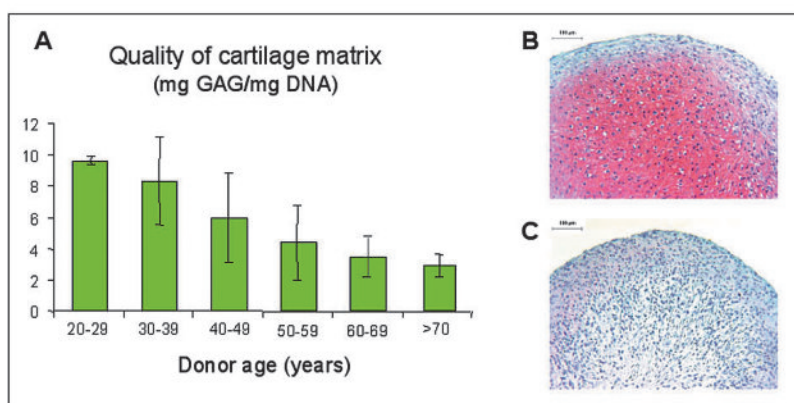 A
Quality of cartilage matrix
(mg GAG/mg DNA)
12
10
8
6
4
2
0
20-29 30-39 40-49 50-59 60-69 >70
Donor age (years)
B
C